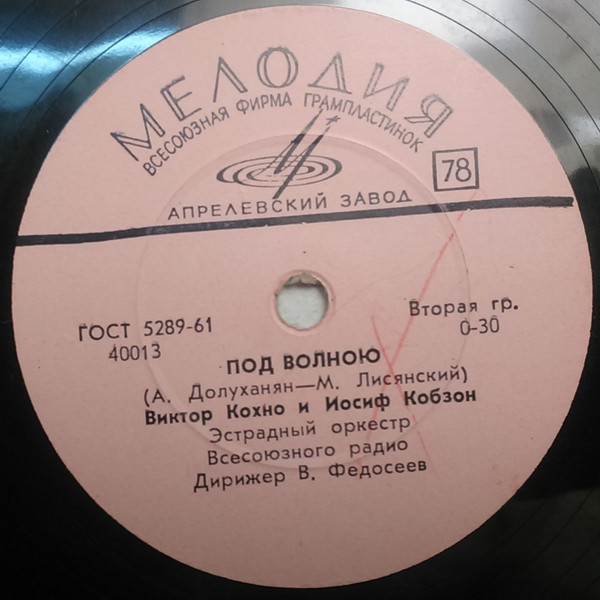 МЕЛОДИЯ
ВСЕСОЮЗНАЯ ФИРМА ГРАМПЛАСТИНОК
78
АПРЕЛЕВСКИЙ ЗАВОД
ГОСТ 5289-61
40013
Вторая гр.
0-30
ПОД ВОЛНОЮ
(А. Долуханян—М. Лисянский)
Виктор Кохно и Иосиф Кобзон
Эстрадный оркестр
Всесоюзного радио
Дирижер В. Федосеев